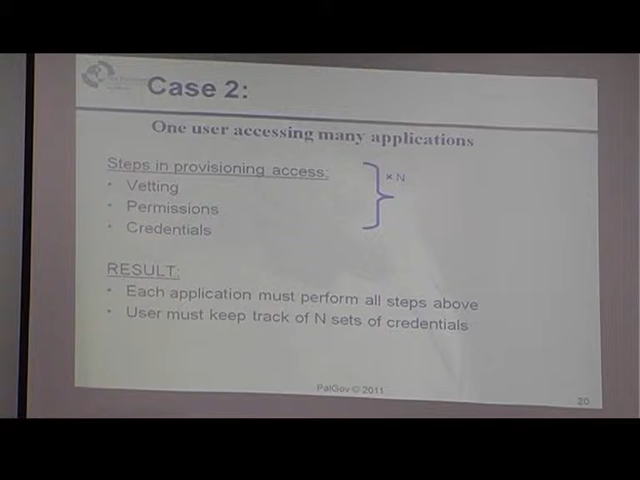 Case 2:
One user accessing many applications
Steps in provisioning access:
• Vetting
• Permissions
• Credentials
× N
RESULT:
• Each application must perform all steps above
• User must keep track of N sets of credentials
PalGov © 2011
20